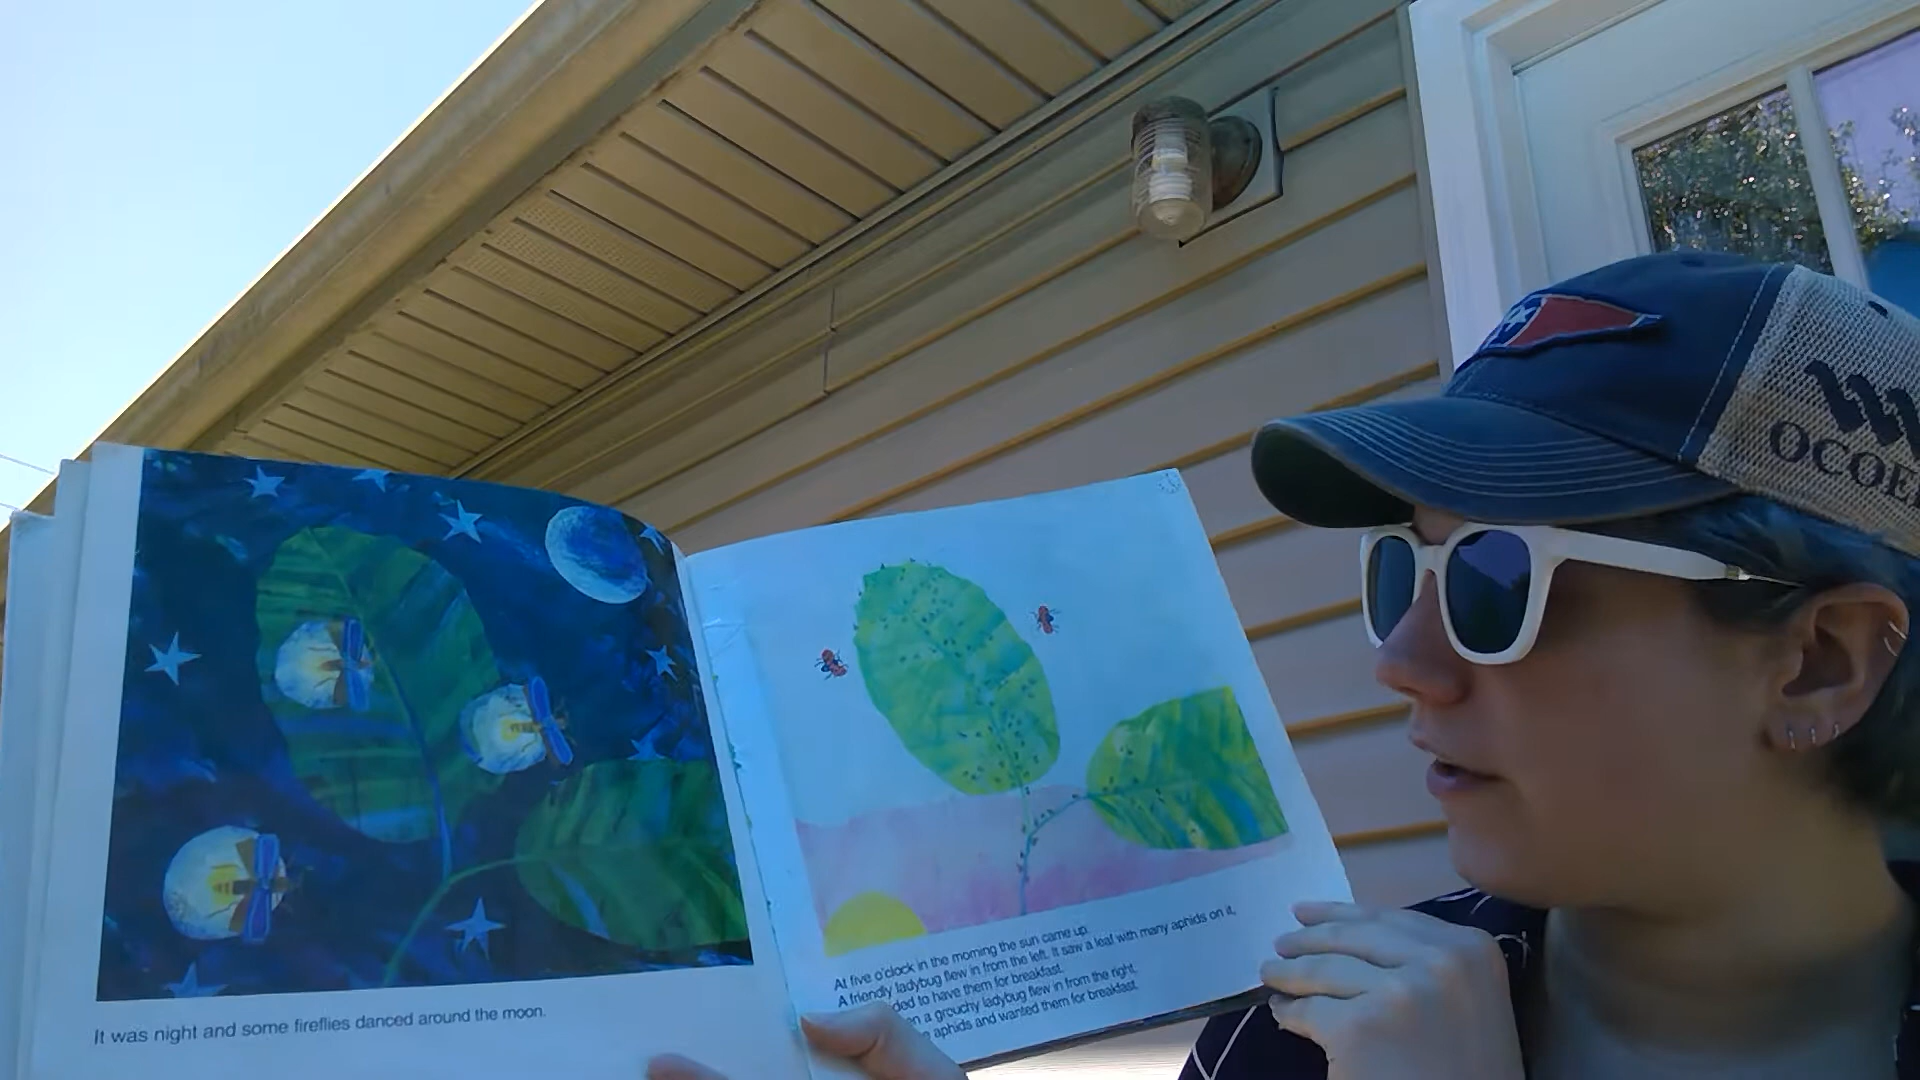 OCOE
It was night and some fireflies danced around the moon.
At five o'clock in the morning the sun came up.
A friendly ladybug flew in from the left. It saw a leaf with many aphids on it,
ded to have them for breakfast.
n a grouchy ladybug flew in from the right,
aphids and wanted them for breakfast.